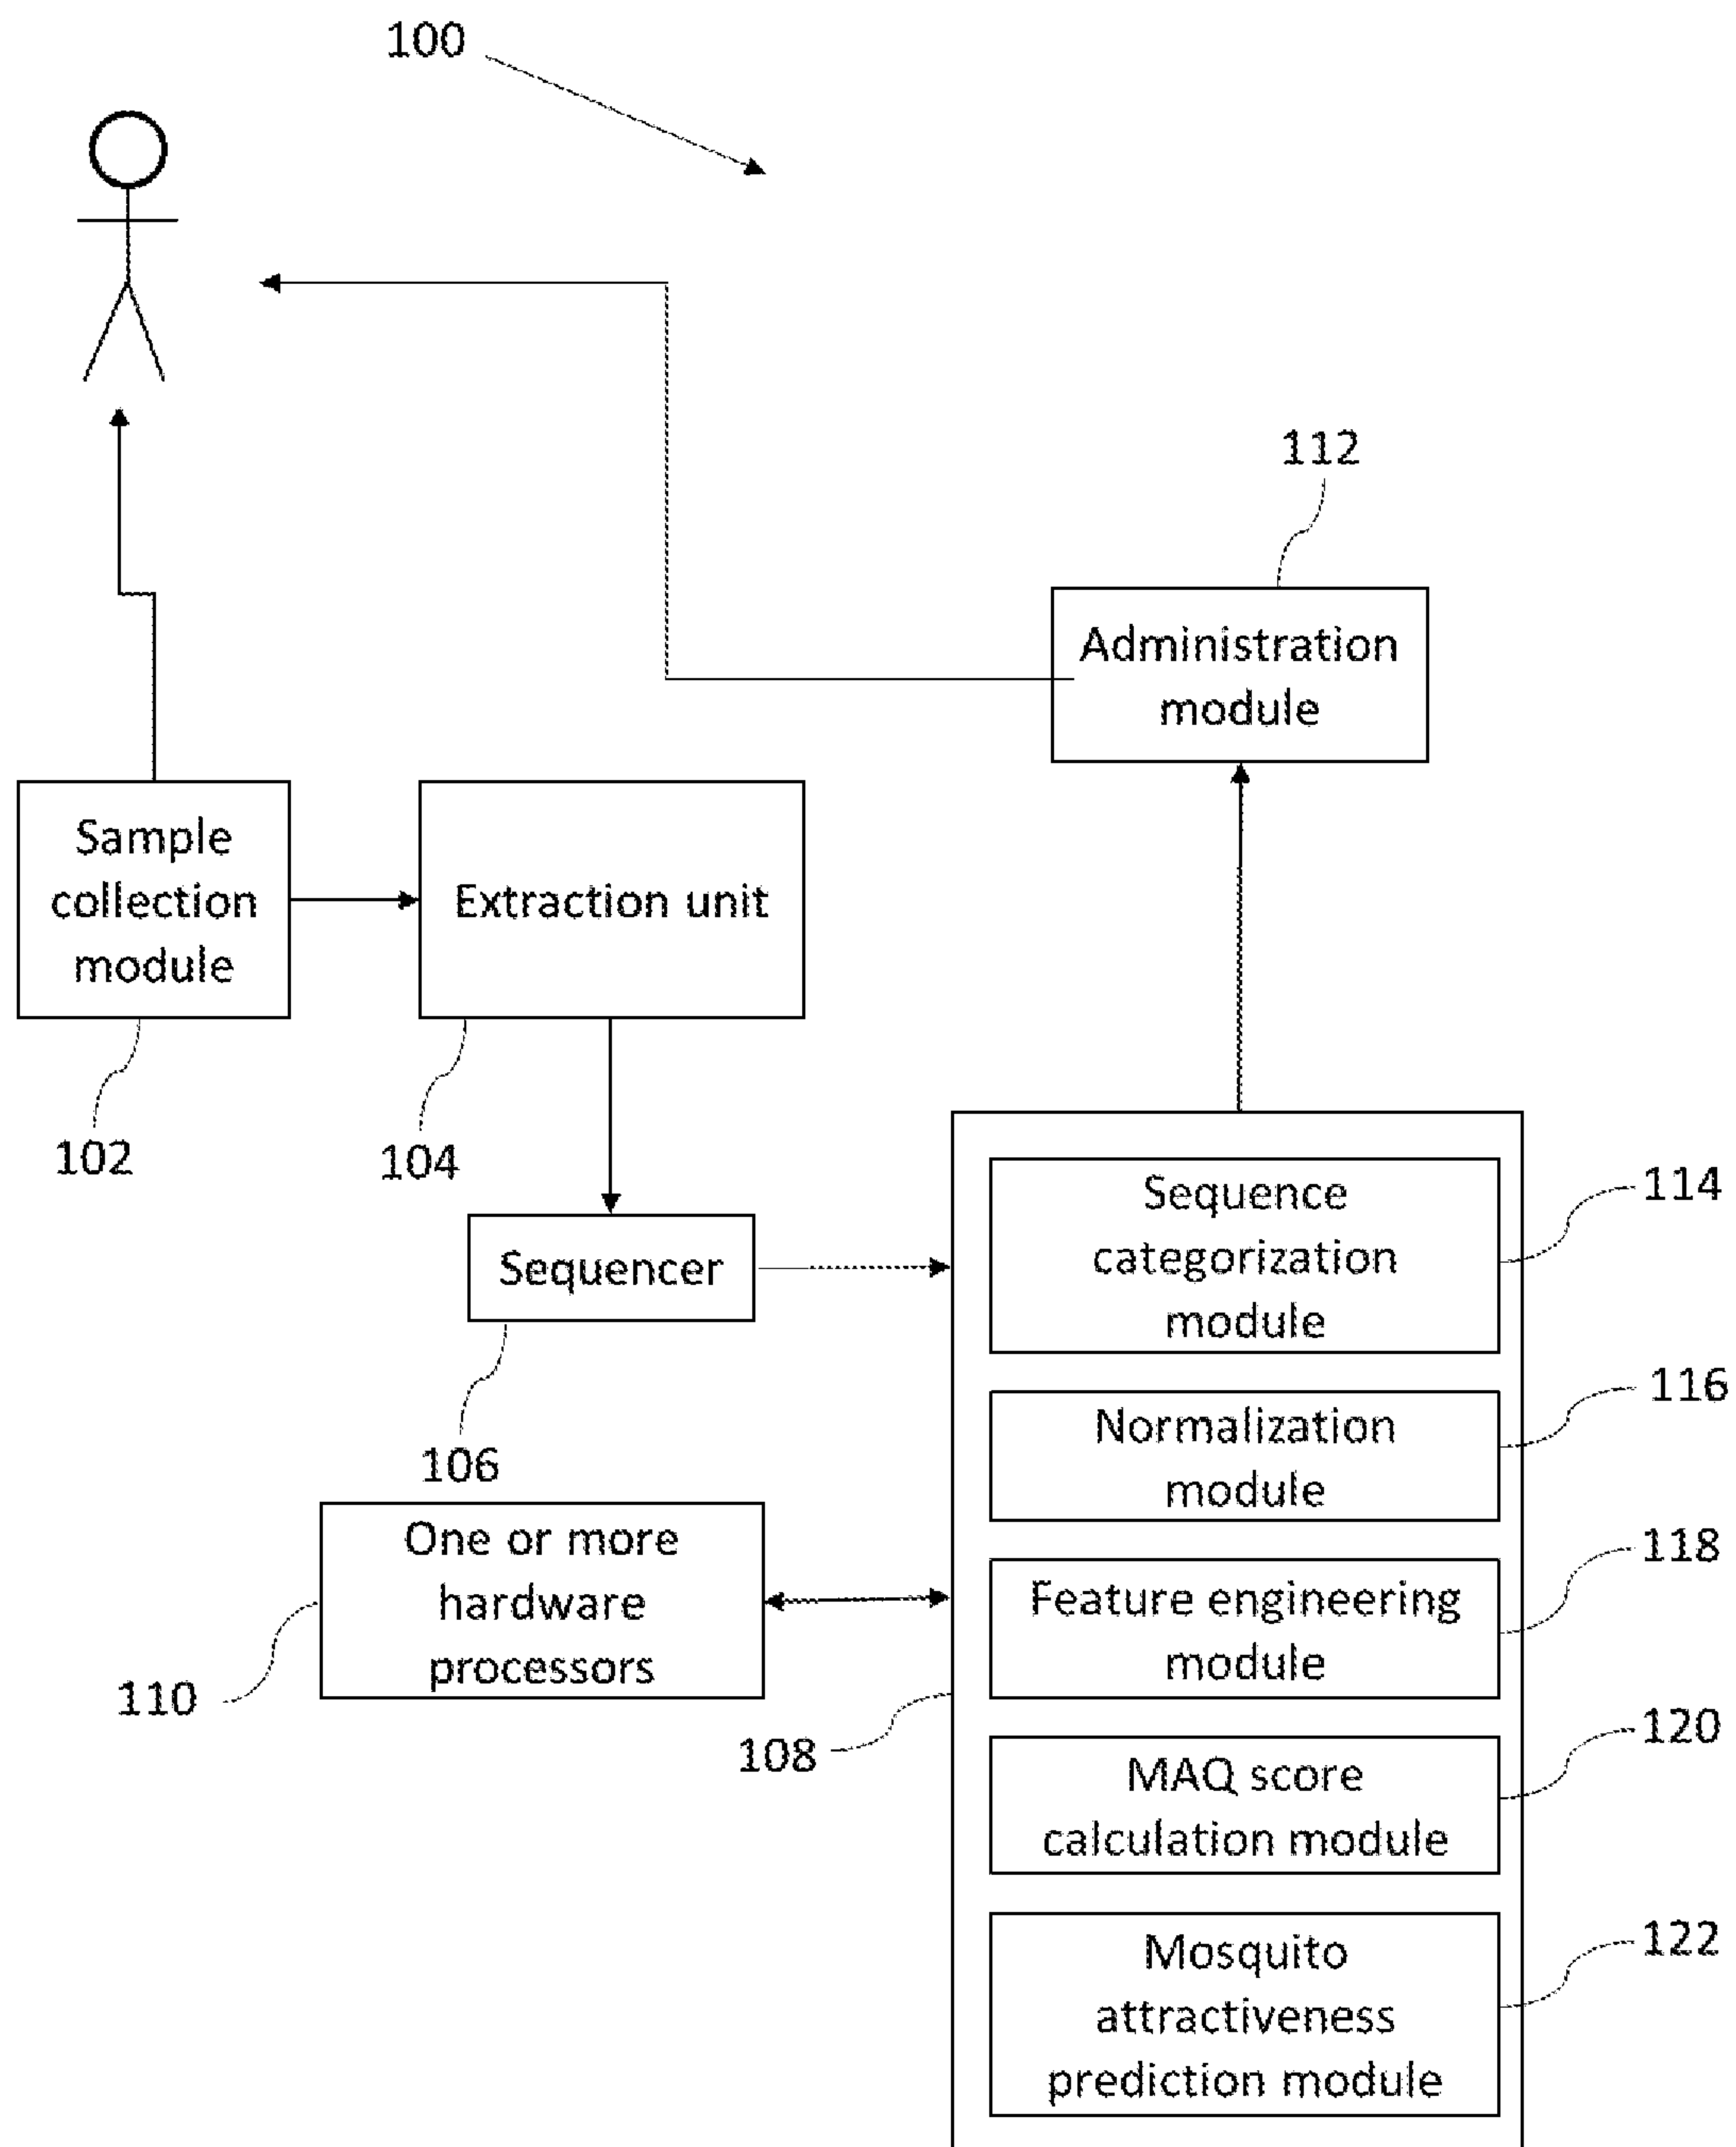 100
112
Administration
module
Sample
collection
module
Extraction unit
102
104
Sequencer
106
One or more
hardware
processors
110
108
Sequence
categorization
module
114
Normalization
module
116
Feature engineering
module
118
MAQ score
calculation module
120
Mosquito
attractiveness
prediction module
122